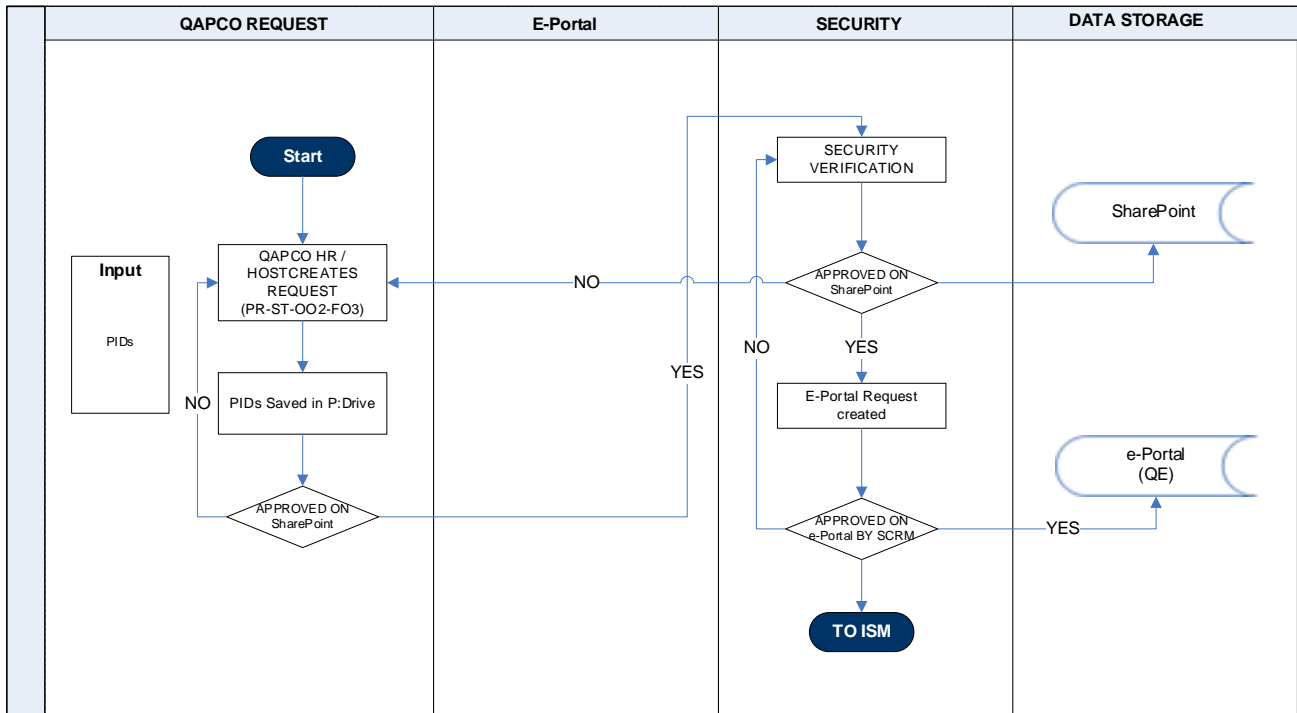 QAPCO REQUEST
E-Portal
SECURITY
DATA STORAGE
Start
Input
PIDs
QAPCO HR /
HOSTCREATES
REQUEST
(PR-ST-OO2-FO3)
PIDs Saved in P:Drive
NO
APPROVED ON
SharePoint
YES
NO
SECURITY
VERIFICATION
APPROVED ON
SharePoint
NO
YES
E-Portal Request
created
APPROVED ON
e-Portal BY SCRM
YES
TO ISM
SharePoint
e-Portal
(QE)